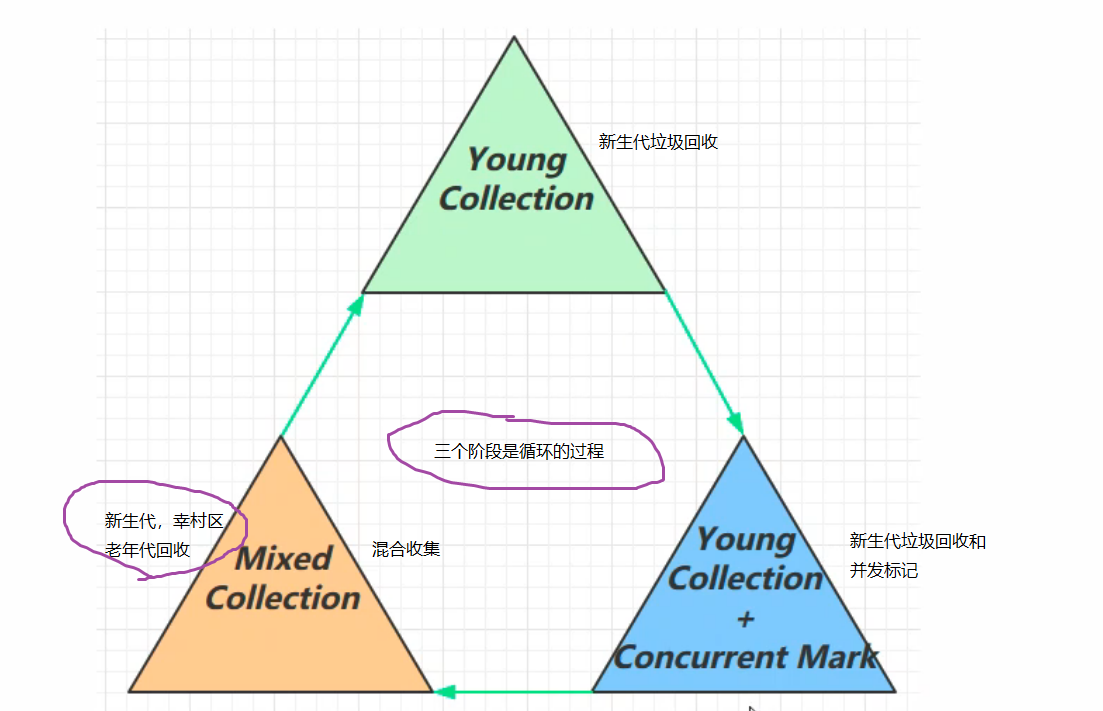 Young
Collection
新生代垃圾回收
三个阶段是循环的过程
新生代，幸村区
老年代回收
Mixed
Collection
混合收集
Young
Collection
+
Concurrent Mark
新生代垃圾回收和
并发标记